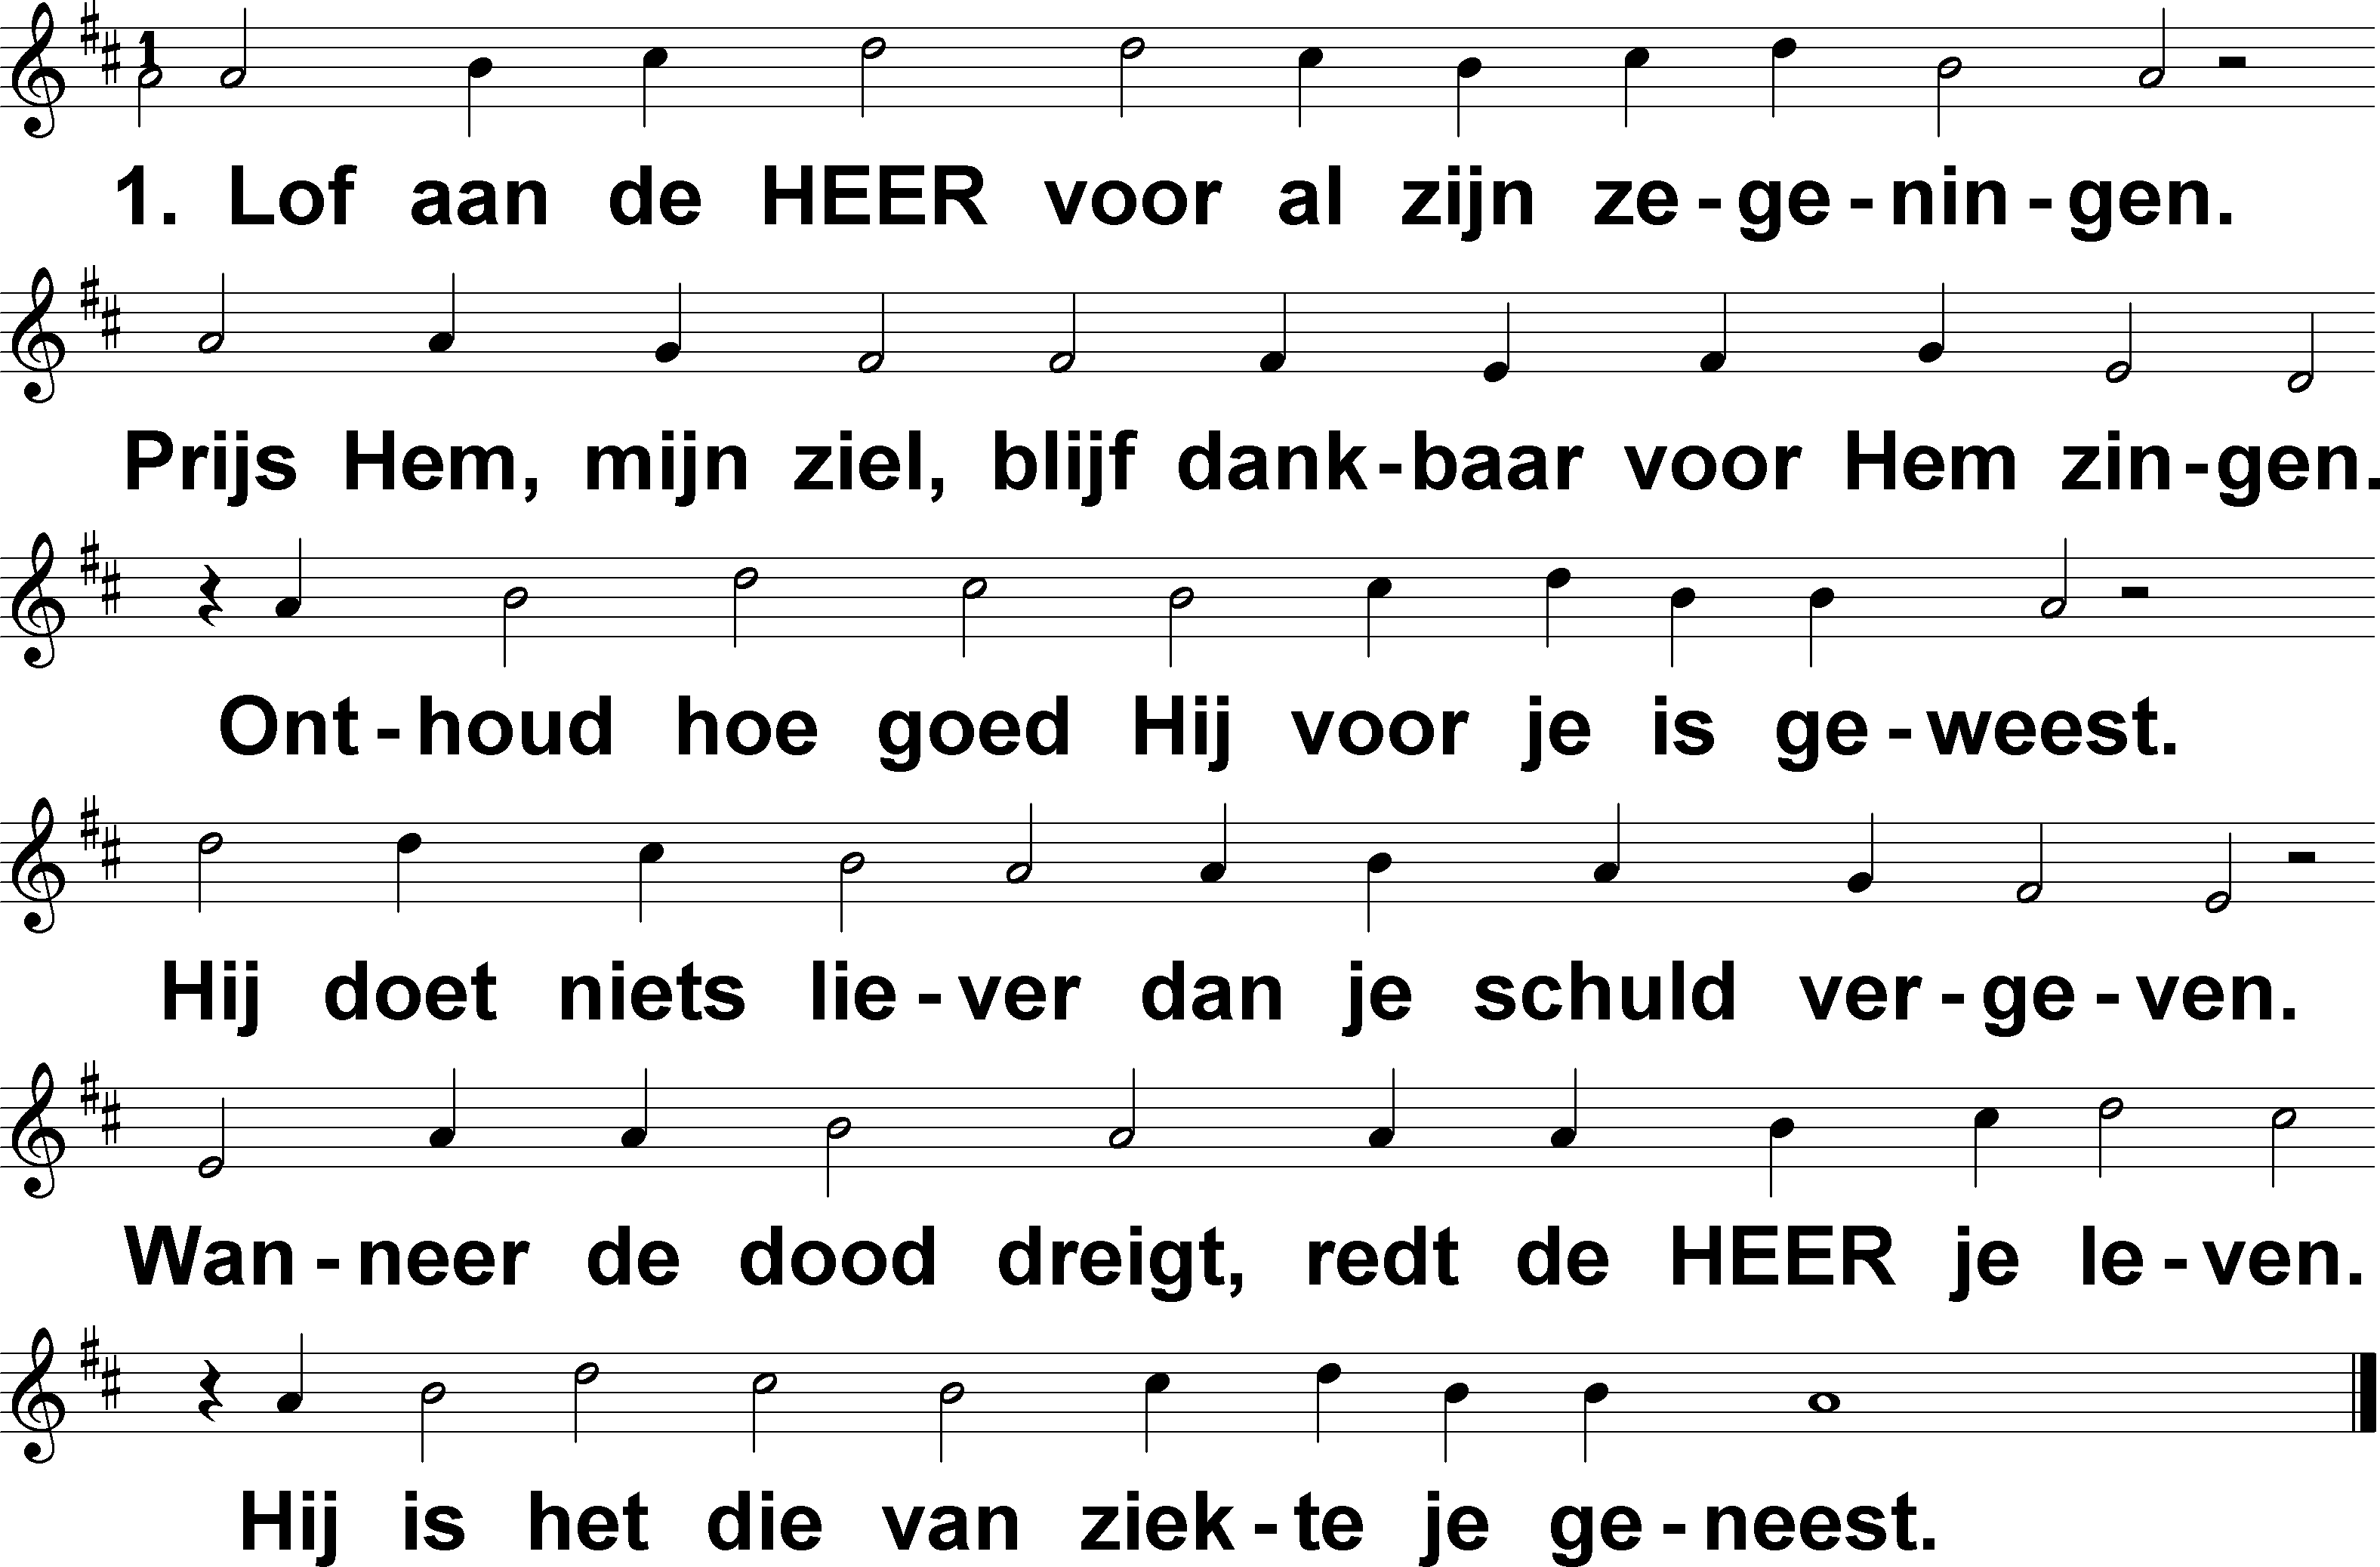 1. Lof aan de HEER voor al zijn ze-ge-nin-gen.
Prijs Hem, mijn ziel, blijf dank-baar voor Hem zin-gen.
Ont-houd hoe goed Hij voor je is ge-weest.
Hij doet niets lie-ver dan je schuld ver-ge-ven.
Wan-neer de dood dreigt, redt de HEER je le-ven.
Hij is het die van ziek-te je ge-neest.